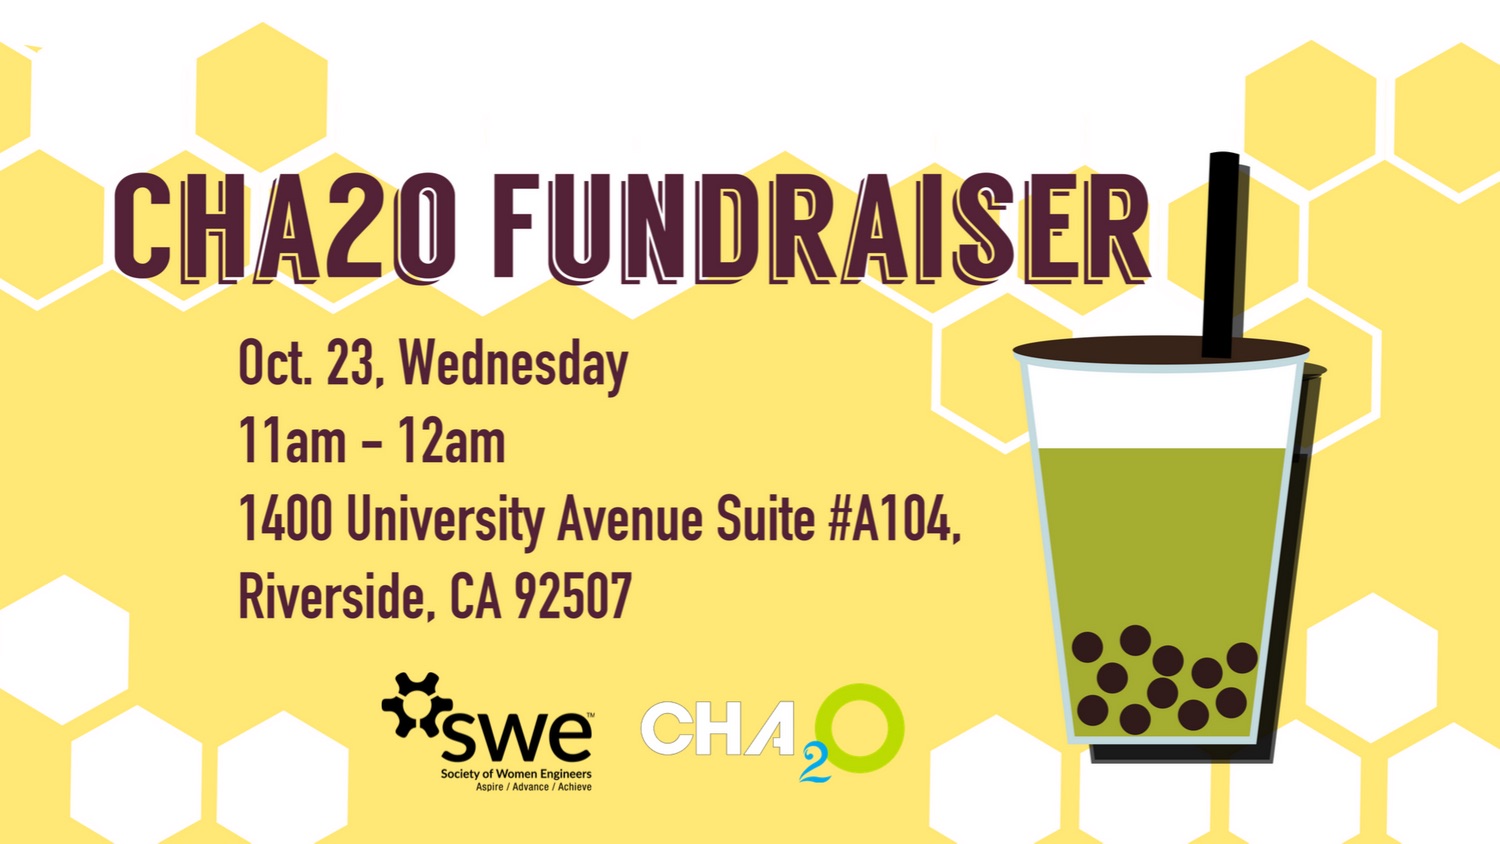 CHA2O FUNDRAISER
Oct. 23, Wednesday
11am - 12am
1400 University Avenue Suite #A104,
Riverside, CA 92507
swe™
Society of Women Engineers
Aspire / Advance / Achieve
CHA2O